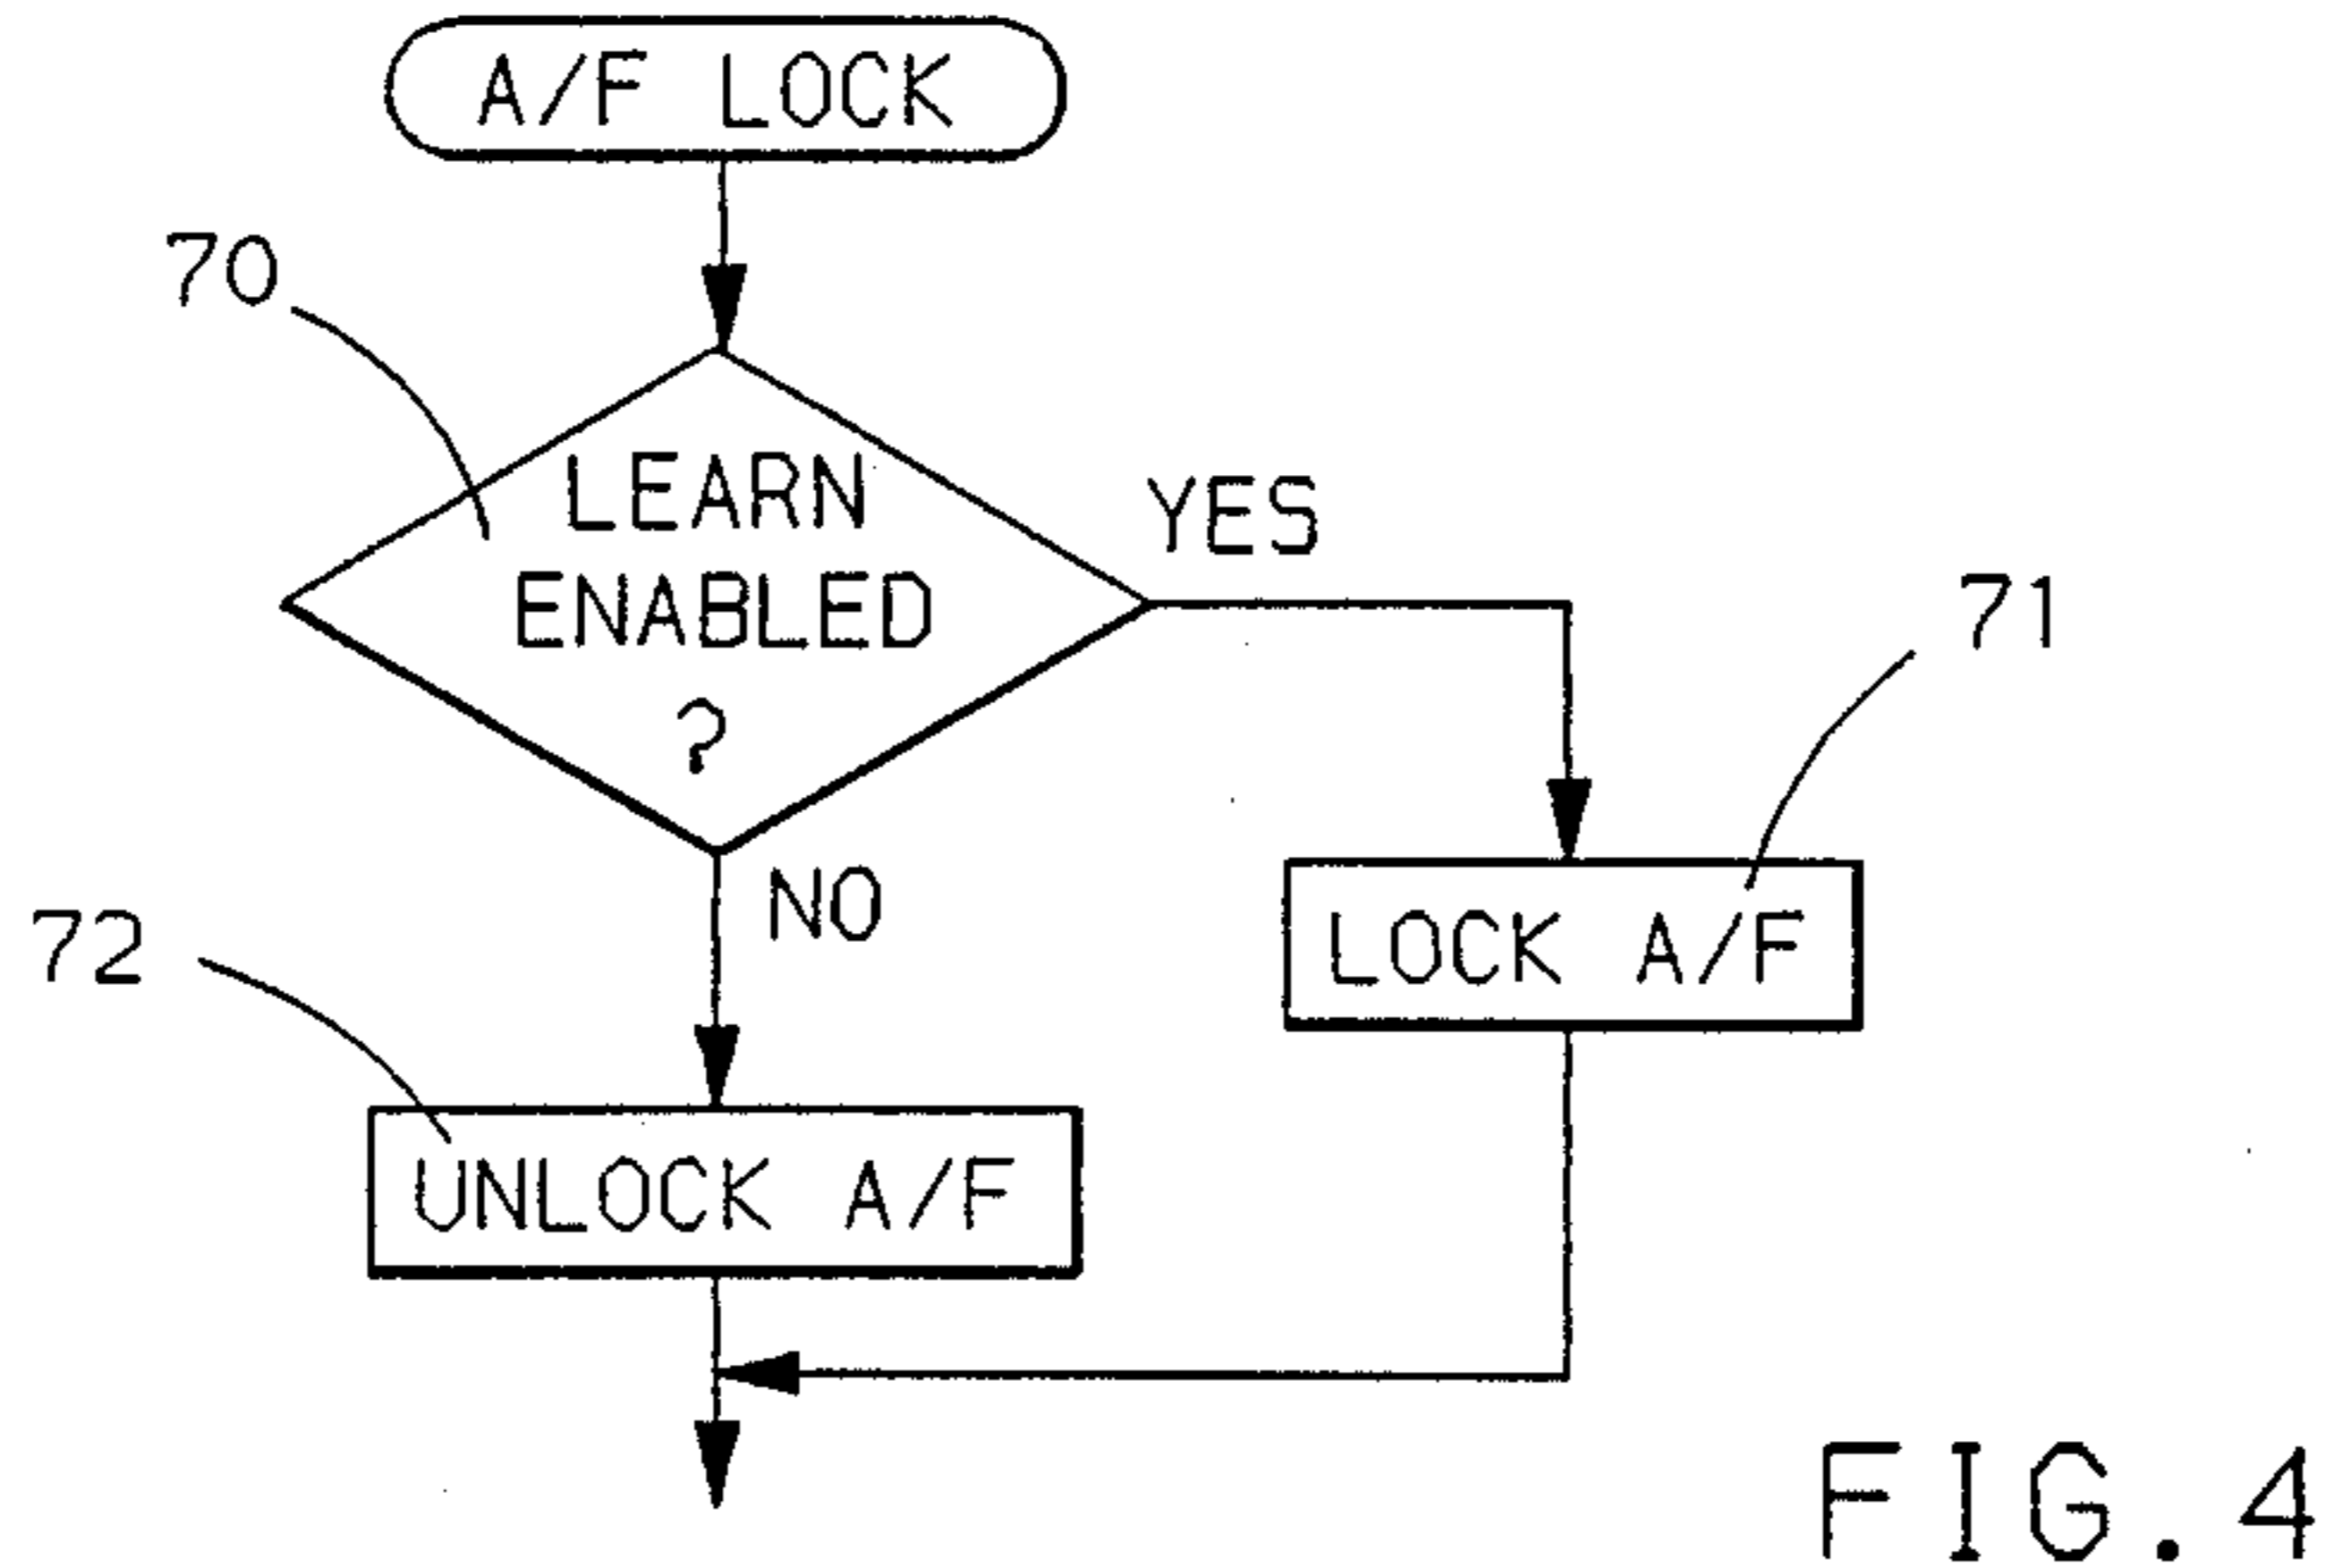 A/F LOCK
70
LEARN
ENABLED
?
YES
71
NO
72
LOCK A/F
UNLOCK A/F
FIG.4